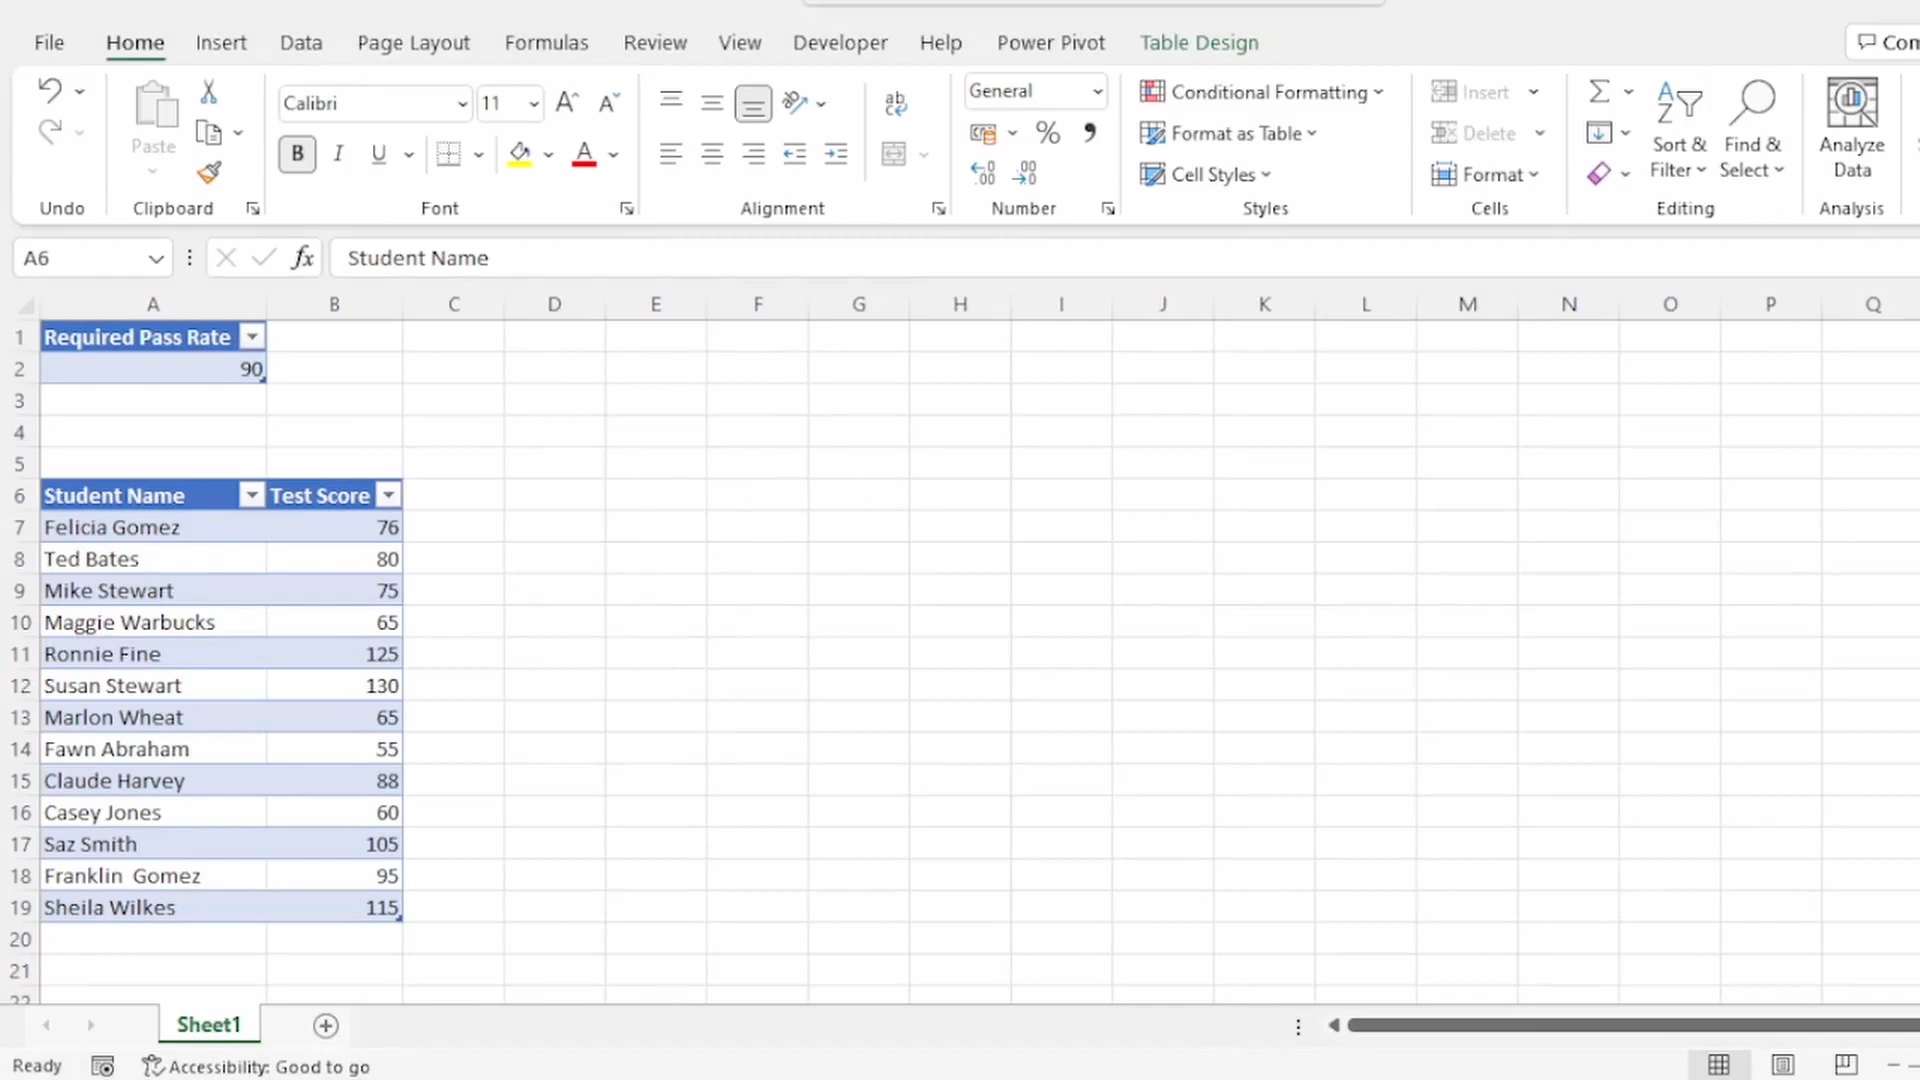 File Home Insert Data Page Layout Formulas Review View Developer Help Power Pivot Table Design
Calibri 11 General
Paste
B I U A
Conditional Formatting
Format as Table
Cell Styles
Insert
Delete
Format
Sort & Filter
Find & Select
Analyze Data
Undo Clipboard Font Alignment Number Styles Cells Editing Analysis
A6 fx Student Name
A B C D E F G H I J K L M N O P Q
1 Required Pass Rate
2 90
3
4
5
6 Student Name Test Score
7 Felicia Gomez 76
8 Ted Bates 80
9 Mike Stewart 75
10 Maggie Warbucks 65
11 Ronnie Fine 125
12 Susan Stewart 130
13 Marlon Wheat 65
14 Fawn Abraham 55
15 Claude Harvey 88
16 Casey Jones 60
17 Saz Smith 105
18 Franklin  Gomez 95
19 Sheila Wilkes 115
20
21
22
Sheet1
Ready Accessibility: Good to go